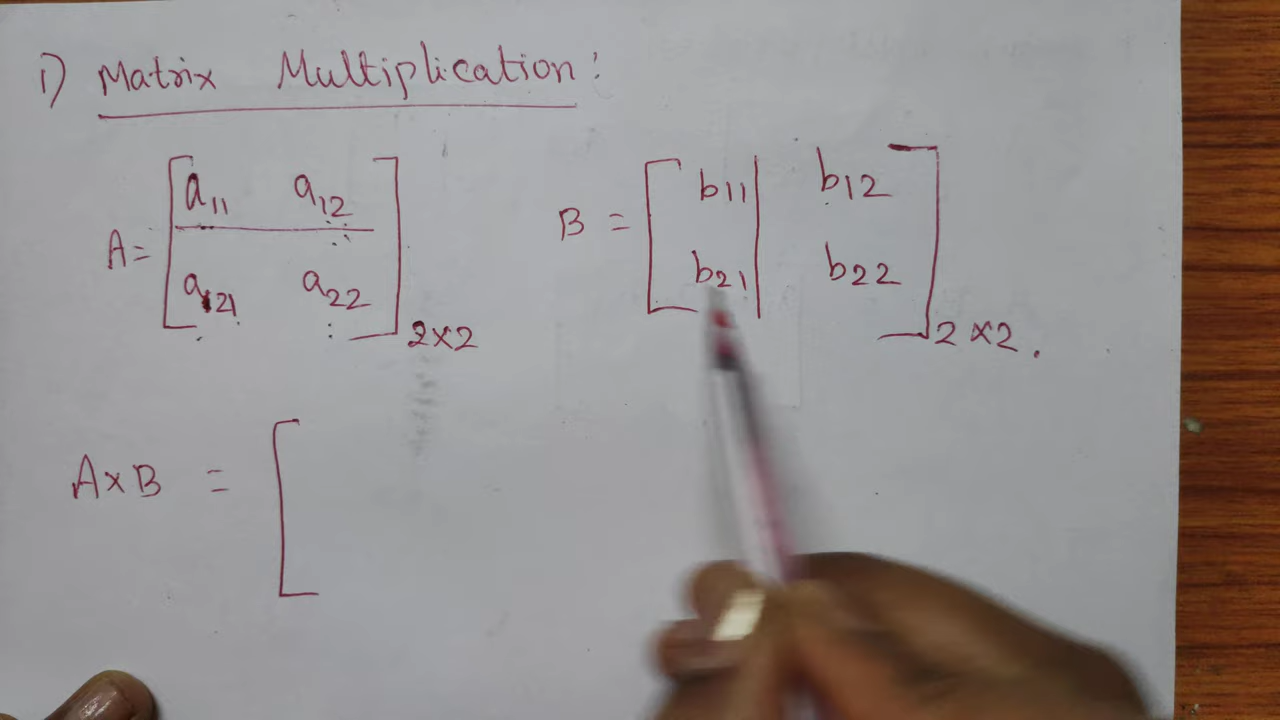 1) Matrix Multiplication:
A = [ a11 a12
a21 a22 ] 2×2
B = [ b11 b12
b21 b22 ] 2×2.
A×B = [